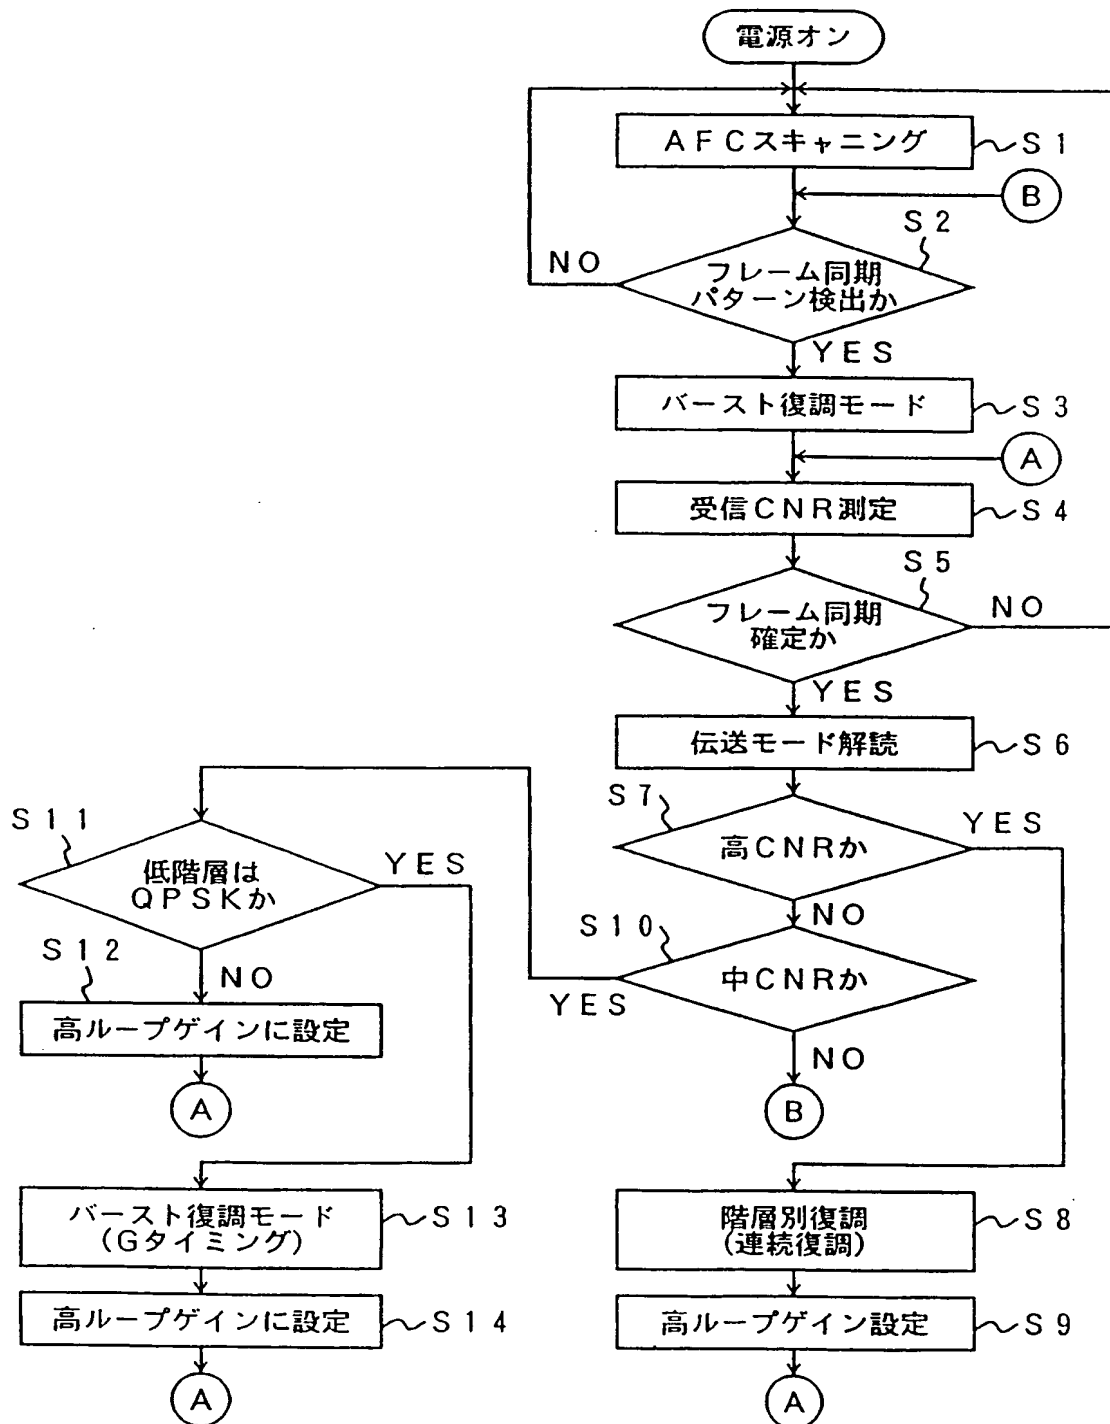 電源オン
AFCスキャニング
S1
B
S2
フレーム同期
パターン検出か
NO
YES
バースト復調モード
S3
A
受信CNR測定
S4
S5
フレーム同期
確定か
NO
YES
伝送モード解読
S6
S7
高CNRか
YES
NO
S10
中CNRか
YES
NO
B
S11
低階層は
QPSKか
YES
S12
NO
高ループゲインに設定
A
バースト復調モード
(Gタイミング)
S13
高ループゲインに設定
S14
A
階層別復調
(連続復調)
S8
高ループゲイン設定
S9
A